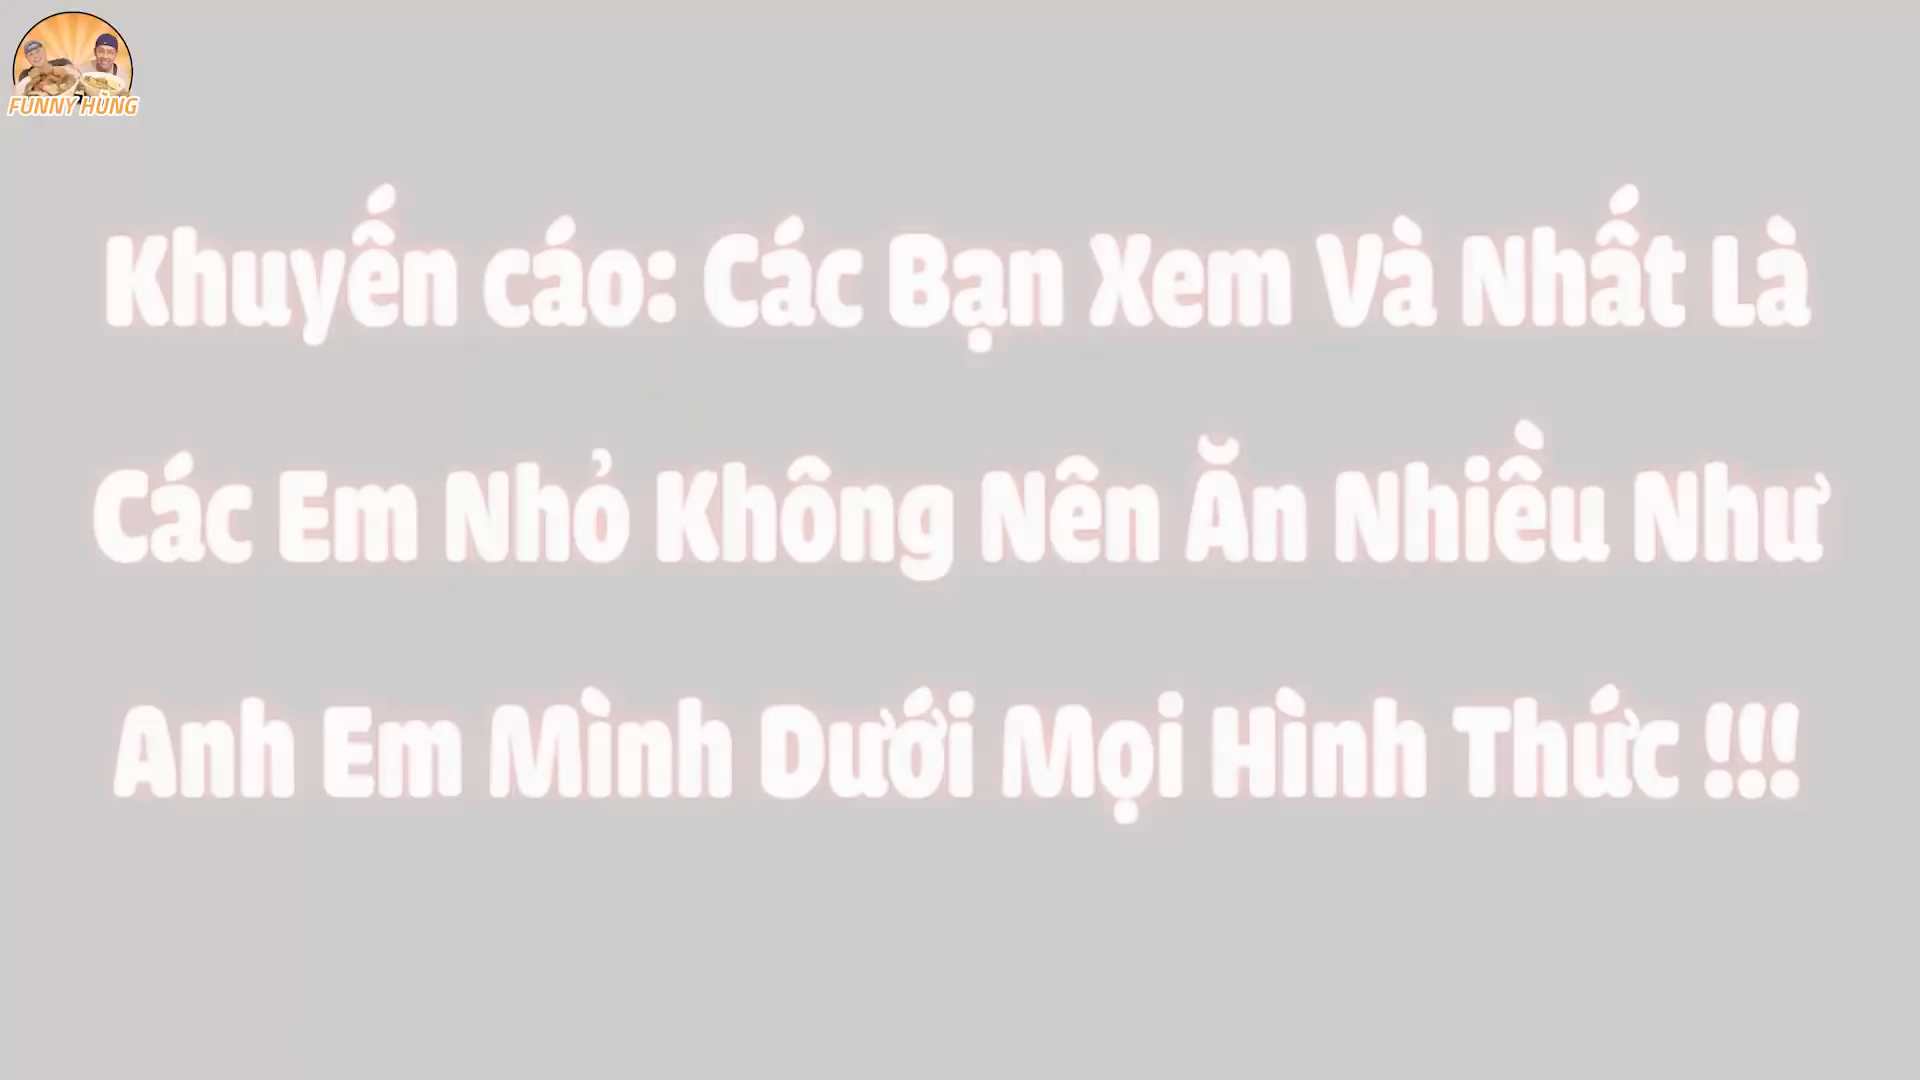 FUNNY HÙNG
Khuyến cáo: Các Bạn Xem Và Nhất Là
Các Em Nhỏ Không Nên Ăn Nhiều Như
Anh Em Mình Dưới Mọi Hình Thức !!!